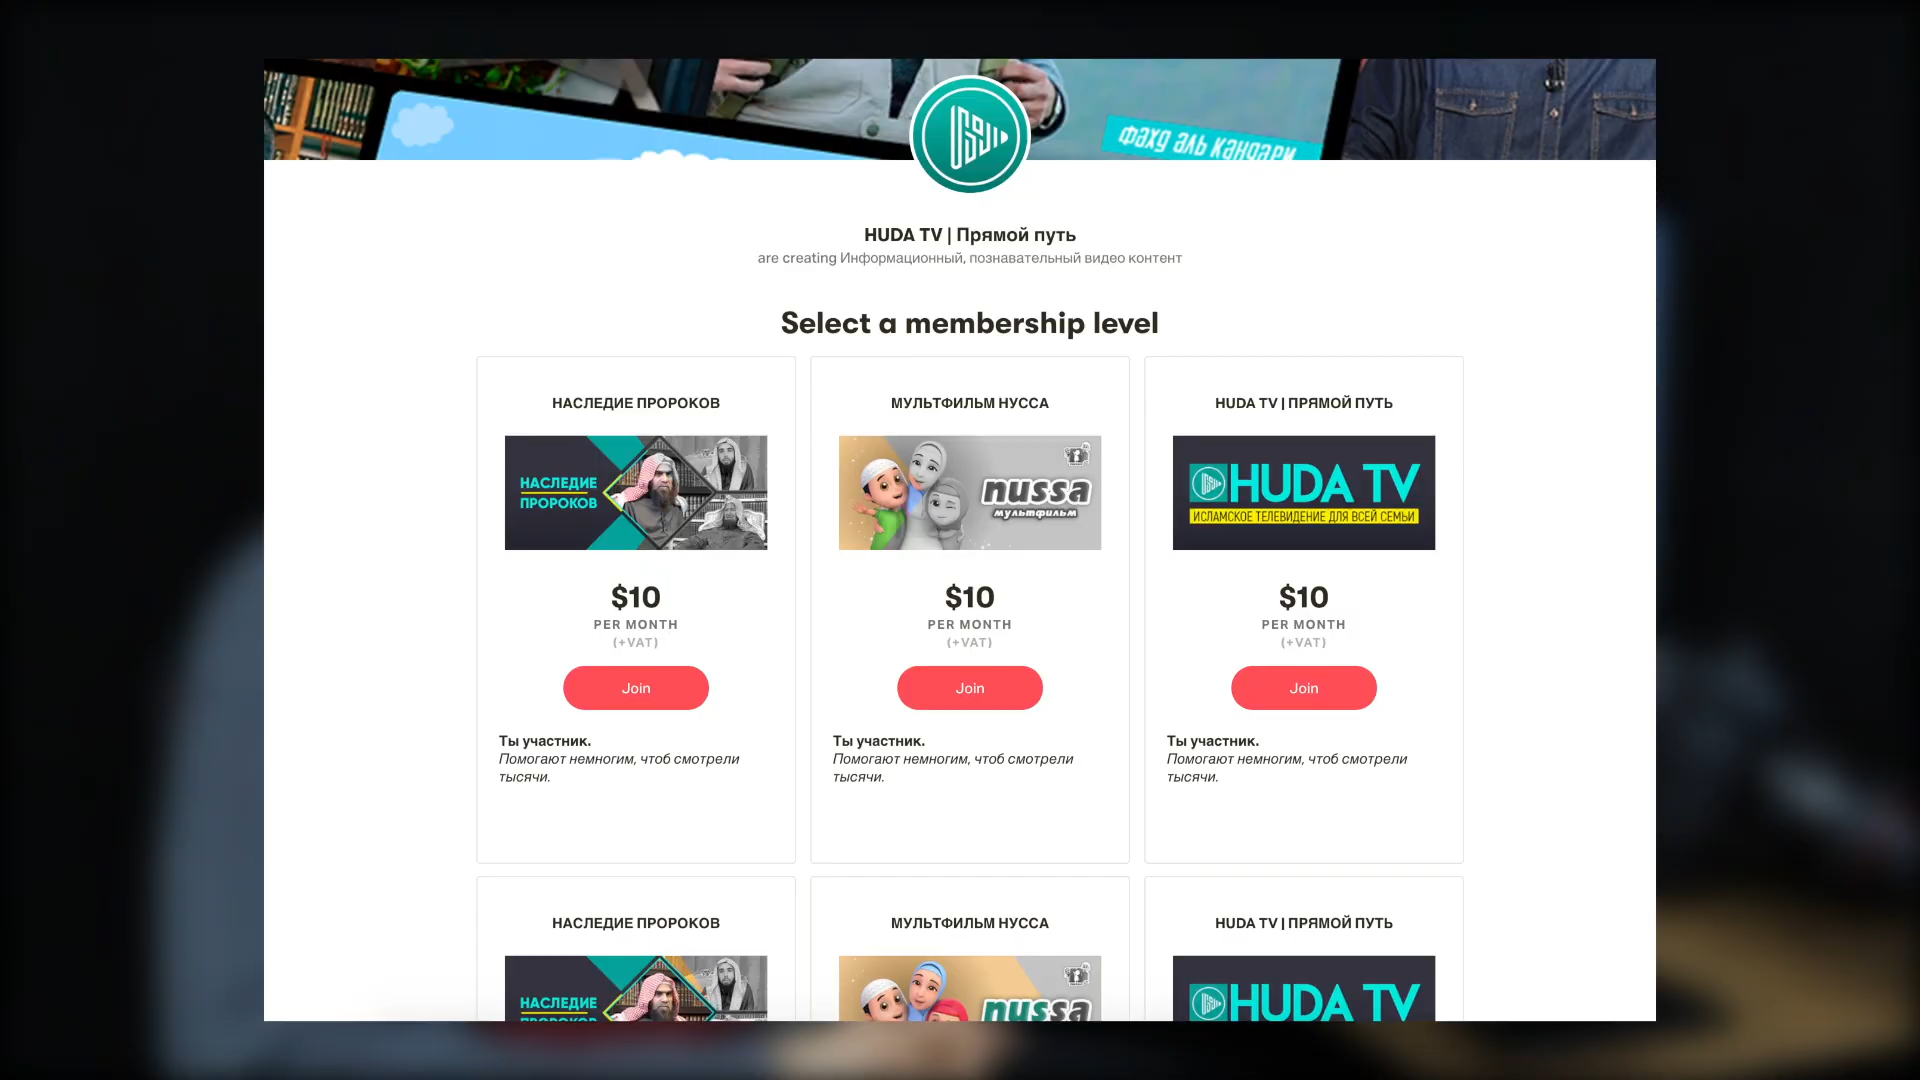 Фахд аль Кандари
HUDA TV | Прямой путь
are creating Информационный, познавательный видео контент
Select a membership level
НАСЛЕДИЕ ПРОРОКОВ
НАСЛЕДИЕ
ПРОРОКОВ
$10
PER MONTH
(+VAT)
Join
Ты участник.
Помогают немногим, чтоб смотрели
тысячи.
МУЛЬТФИЛЬМ НУССА
nussa
мультфильм
$10
PER MONTH
(+VAT)
Join
Ты участник.
Помогают немногим, чтоб смотрели
тысячи.
HUDA TV | ПРЯМОЙ ПУТЬ
HUDA TV
ИСЛАМСКОЕ ТЕЛЕВИДЕНИЕ ДЛЯ ВСЕЙ СЕМЬИ
$10
PER MONTH
(+VAT)
Join
Ты участник.
Помогают немногим, чтоб смотрели
тысячи.
НАСЛЕДИЕ ПРОРОКОВ
НАСЛЕДИЕ
ПРОРОКОВ
МУЛЬТФИЛЬМ НУССА
nussa
HUDA TV | ПРЯМОЙ ПУТЬ
HUDA TV